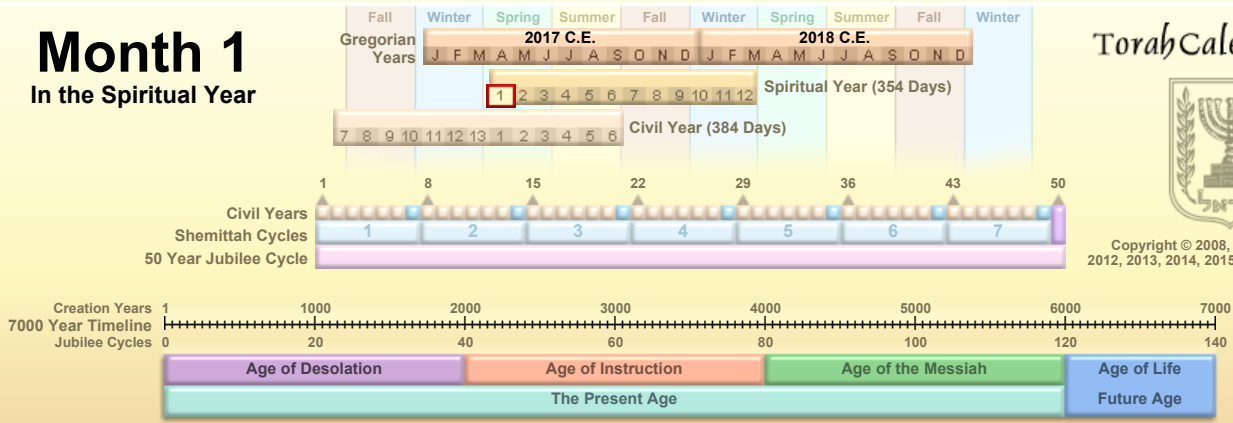 Month 1
In the Spiritual Year
Fall Winter Spring Summer Fall Winter Spring Summer Fall Winter
Gregorian Years
2017 C.E. 2018 C.E.
J F M A M J J A S O N D J F M A M J J A S O N D
1 2 3 4 5 6 7 8 9 10 11 12 Spiritual Year (354 Days)
7 8 9 10 11 12 13 1 2 3 4 5 6 Civil Year (384 Days)
TorahCale
1 8 15 22 29 36 43 50
Civil Years
Shemittah Cycles 1 2 3 4 5 6 7
50 Year Jubilee Cycle
Copyright © 2008,
2012, 2013, 2014, 2015
Creation Years 1 1000 2000 3000 4000 5000 6000 7000
7000 Year Timeline
Jubilee Cycles 0 20 40 60 80 100 120 140
Age of Desolation Age of Instruction Age of the Messiah Age of Life
The Present Age Future Age